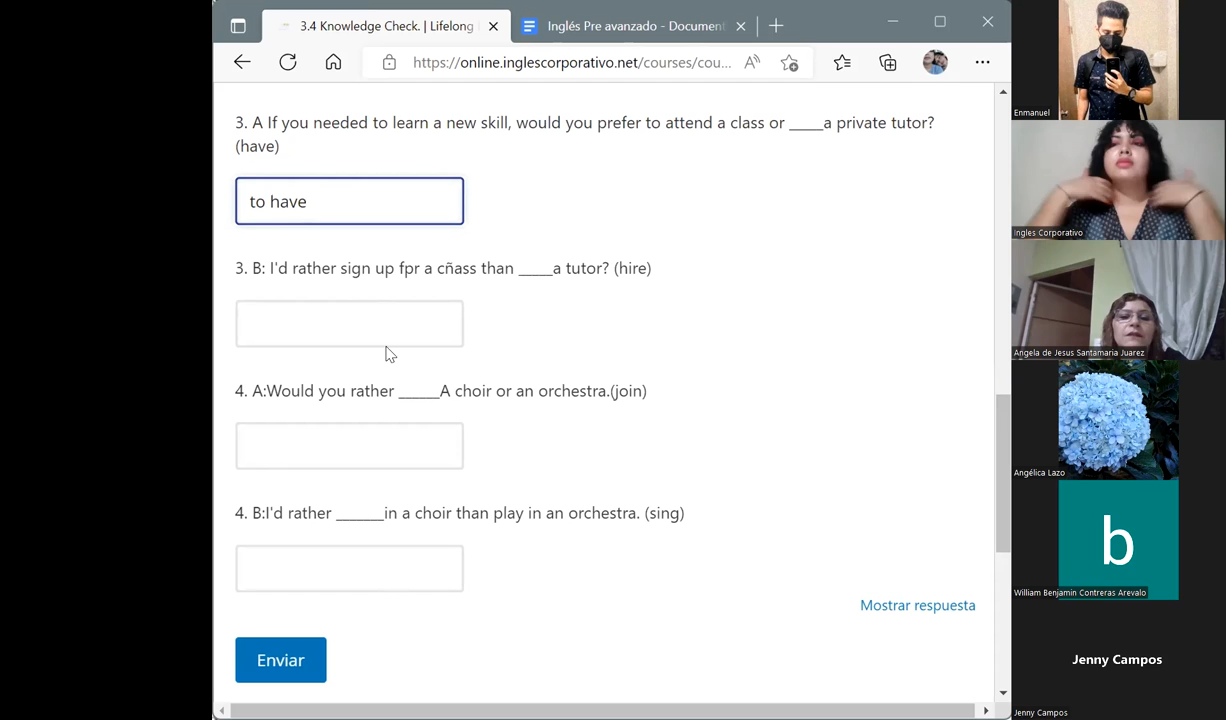 3.4 Knowledge Check. | Lifelong
Inglés Pre avanzado - Document
https://online.inglescorporativo.net/courses/cou...
3. A If you needed to learn a new skill, would you prefer to attend a class or _____a private tutor?
(have)
to have
3. B: I'd rather sign up fpr a cñass than _____a tutor? (hire)
4. A:Would you rather ______A choir or an orchestra.(join)
4. B:I'd rather _______in a choir than play in an orchestra. (sing)
Mostrar respuesta
Enviar
Enmanuel
Ingles Corporativo
Angela de Jesus Santamaria Juarez
Angélica Lazo
b
William Benjamin Contreras Arevalo
Jenny Campos
Jenny Campos